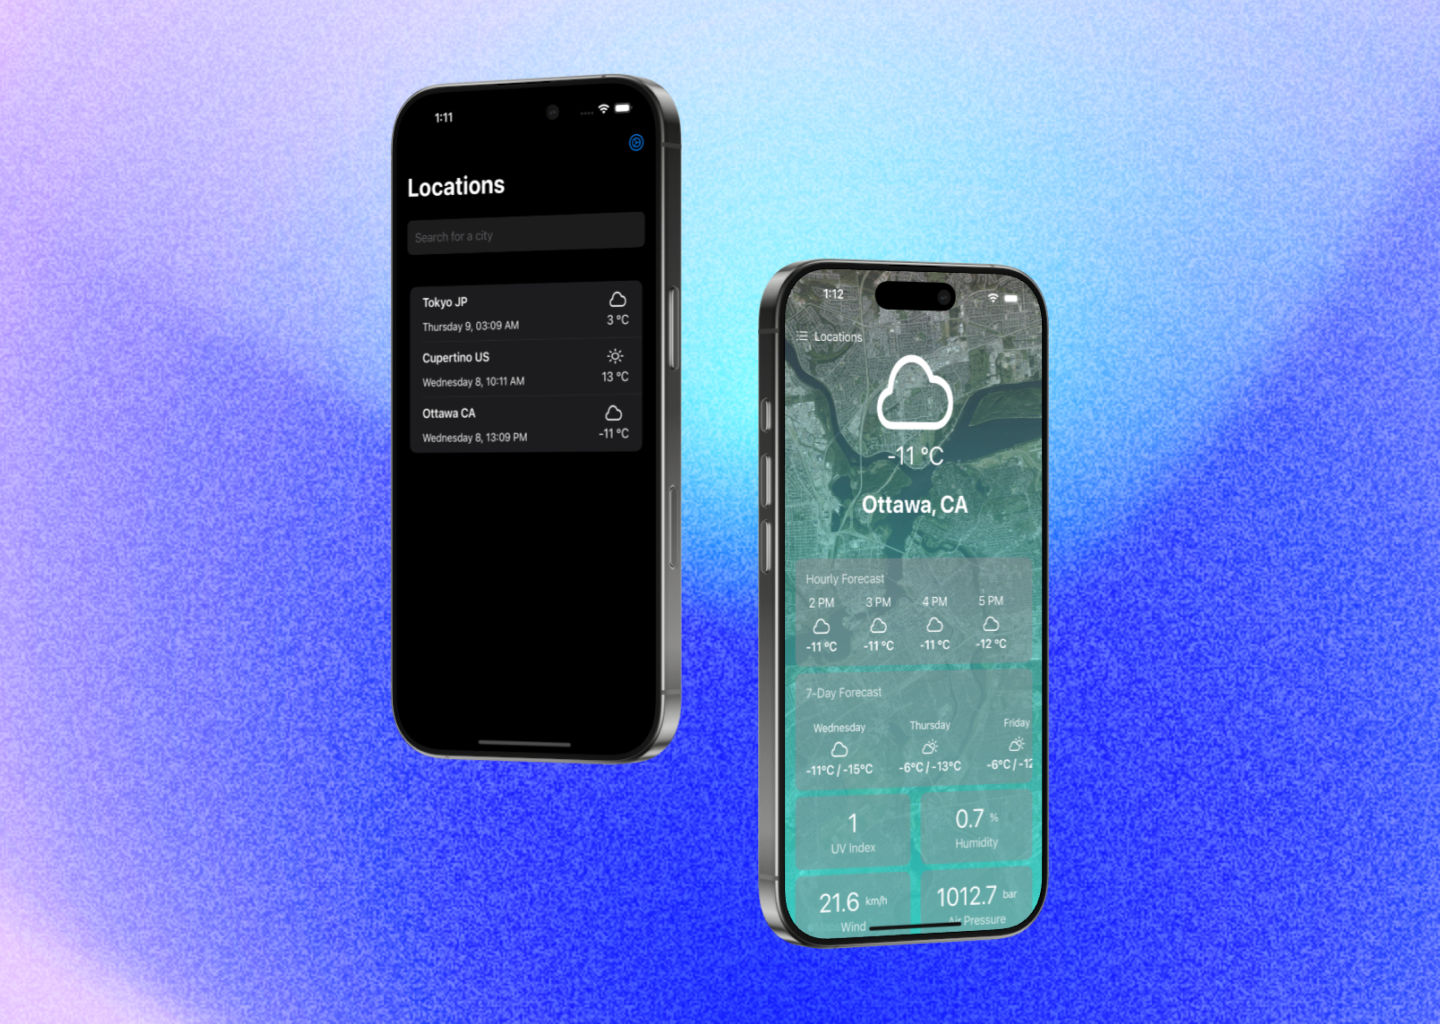 1:11
Locations
Search for a city
Tokyo JP
Thursday 9, 03:09 AM
3 °C
Cupertino US
Wednesday 8, 10:11 AM
13 °C
Ottawa CA
Wednesday 8, 13:09 PM
-11 °C
1:12
Locations
-11 °C
Ottawa, CA
Hourly Forecast
2 PM 3 PM 4 PM 5 PM
-11 °C -11 °C -11 °C -12 °C
7-Day Forecast
Wednesday Thursday Friday
-11°C / -15°C -6°C / -13°C -6°C / -12
1
UV Index
0.7 %
Humidity
21.6 km/h
Wind
1012.7 bar
Air Pressure